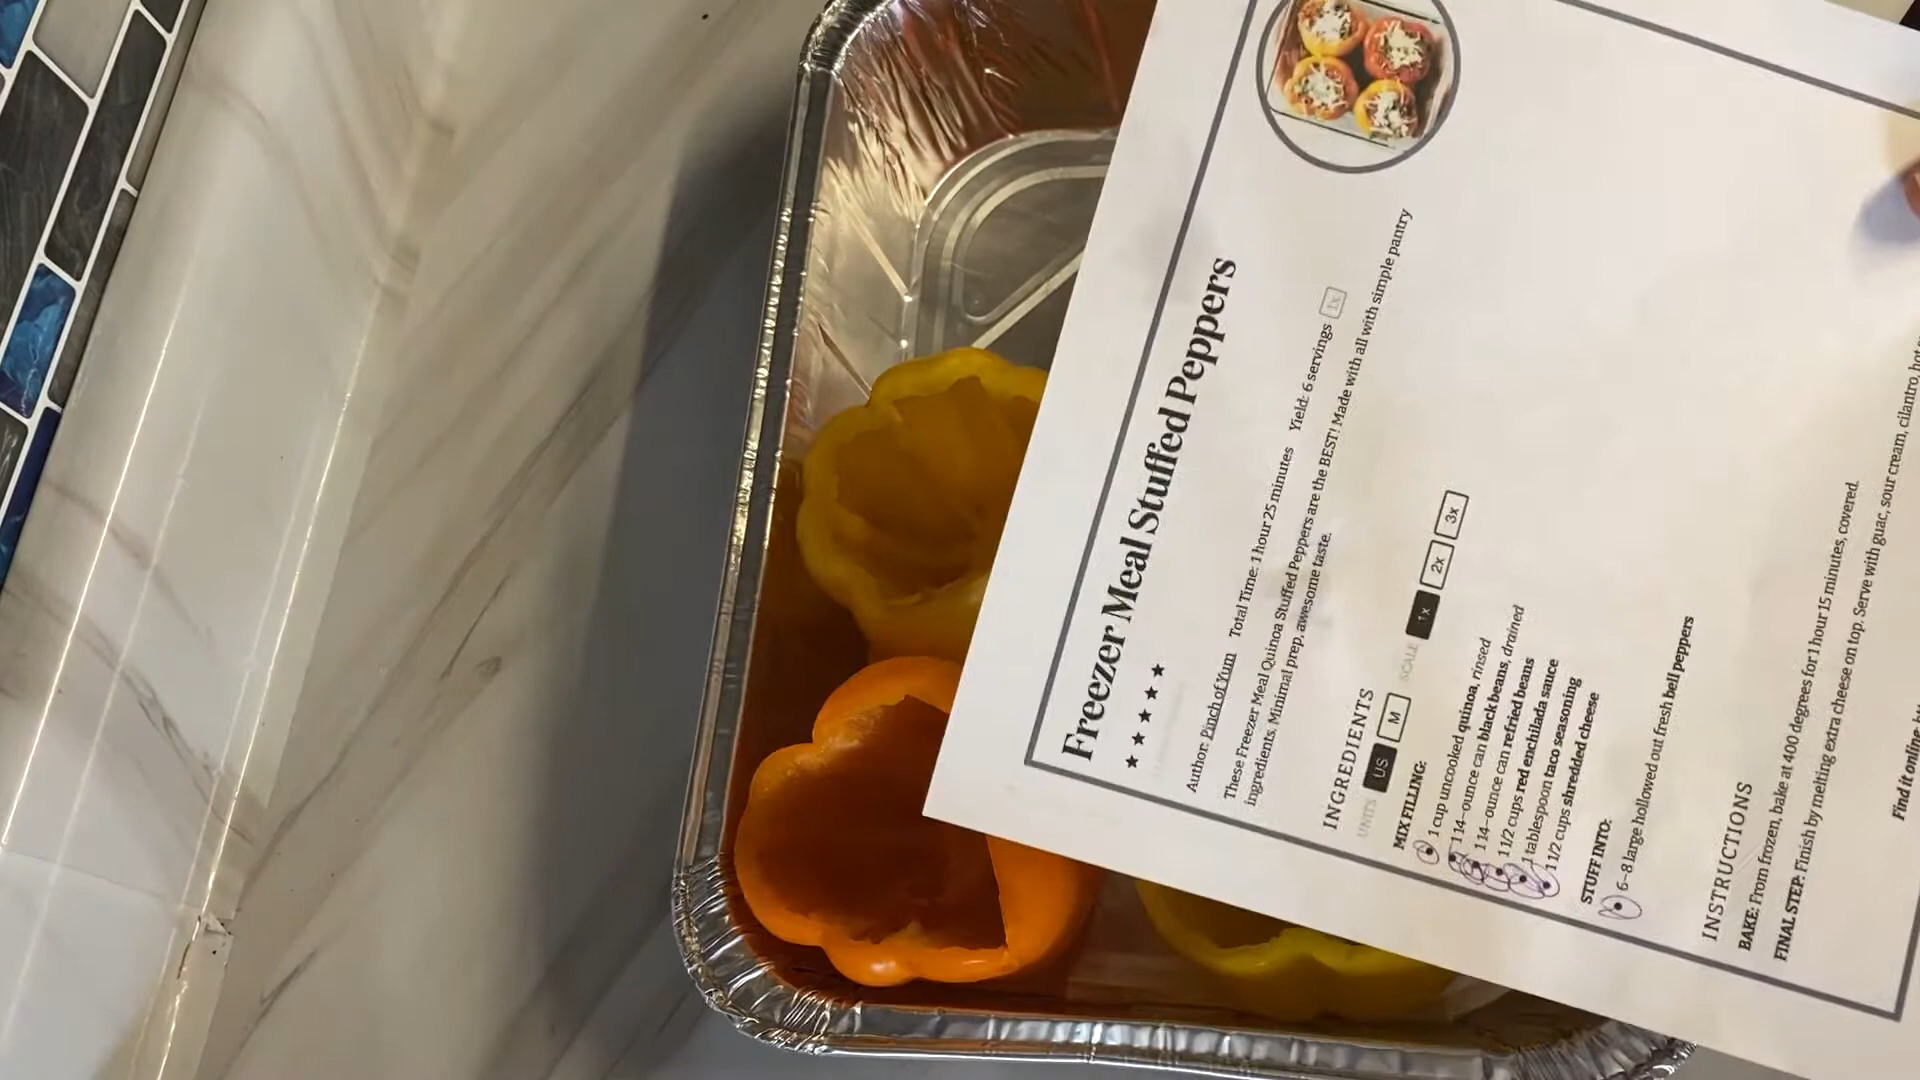 Freezer Meal Stuffed Peppers
★★★★★
Author: Pinch of Yum Total Time: 1 hour 25 minutes Yield: 6 servings 1x
These Freezer Meal Quinoa Stuffed Peppers are the BEST! Made with all with simple pantry
ingredients. Minimal prep, awesome taste.
INGREDIENTS
UNITS US M SCALE 1x 2x 3x
MIX FILLING:
1 cup uncooked quinoa, rinsed
1 14-ounce can black beans, drained
1 14-ounce can refried beans
1 1/2 cups red enchilada sauce
1 tablespoon taco seasoning
1 1/2 cups shredded cheese
STUFF INTO:
6–8 large hollowed out fresh bell peppers
INSTRUCTIONS
BAKE: From frozen, bake at 400 degrees for 1 hour 15 minutes, covered.
FINAL STEP: Finish by melting extra cheese on top. Serve with guac, sour cream, cilantro, hot
Find it online: